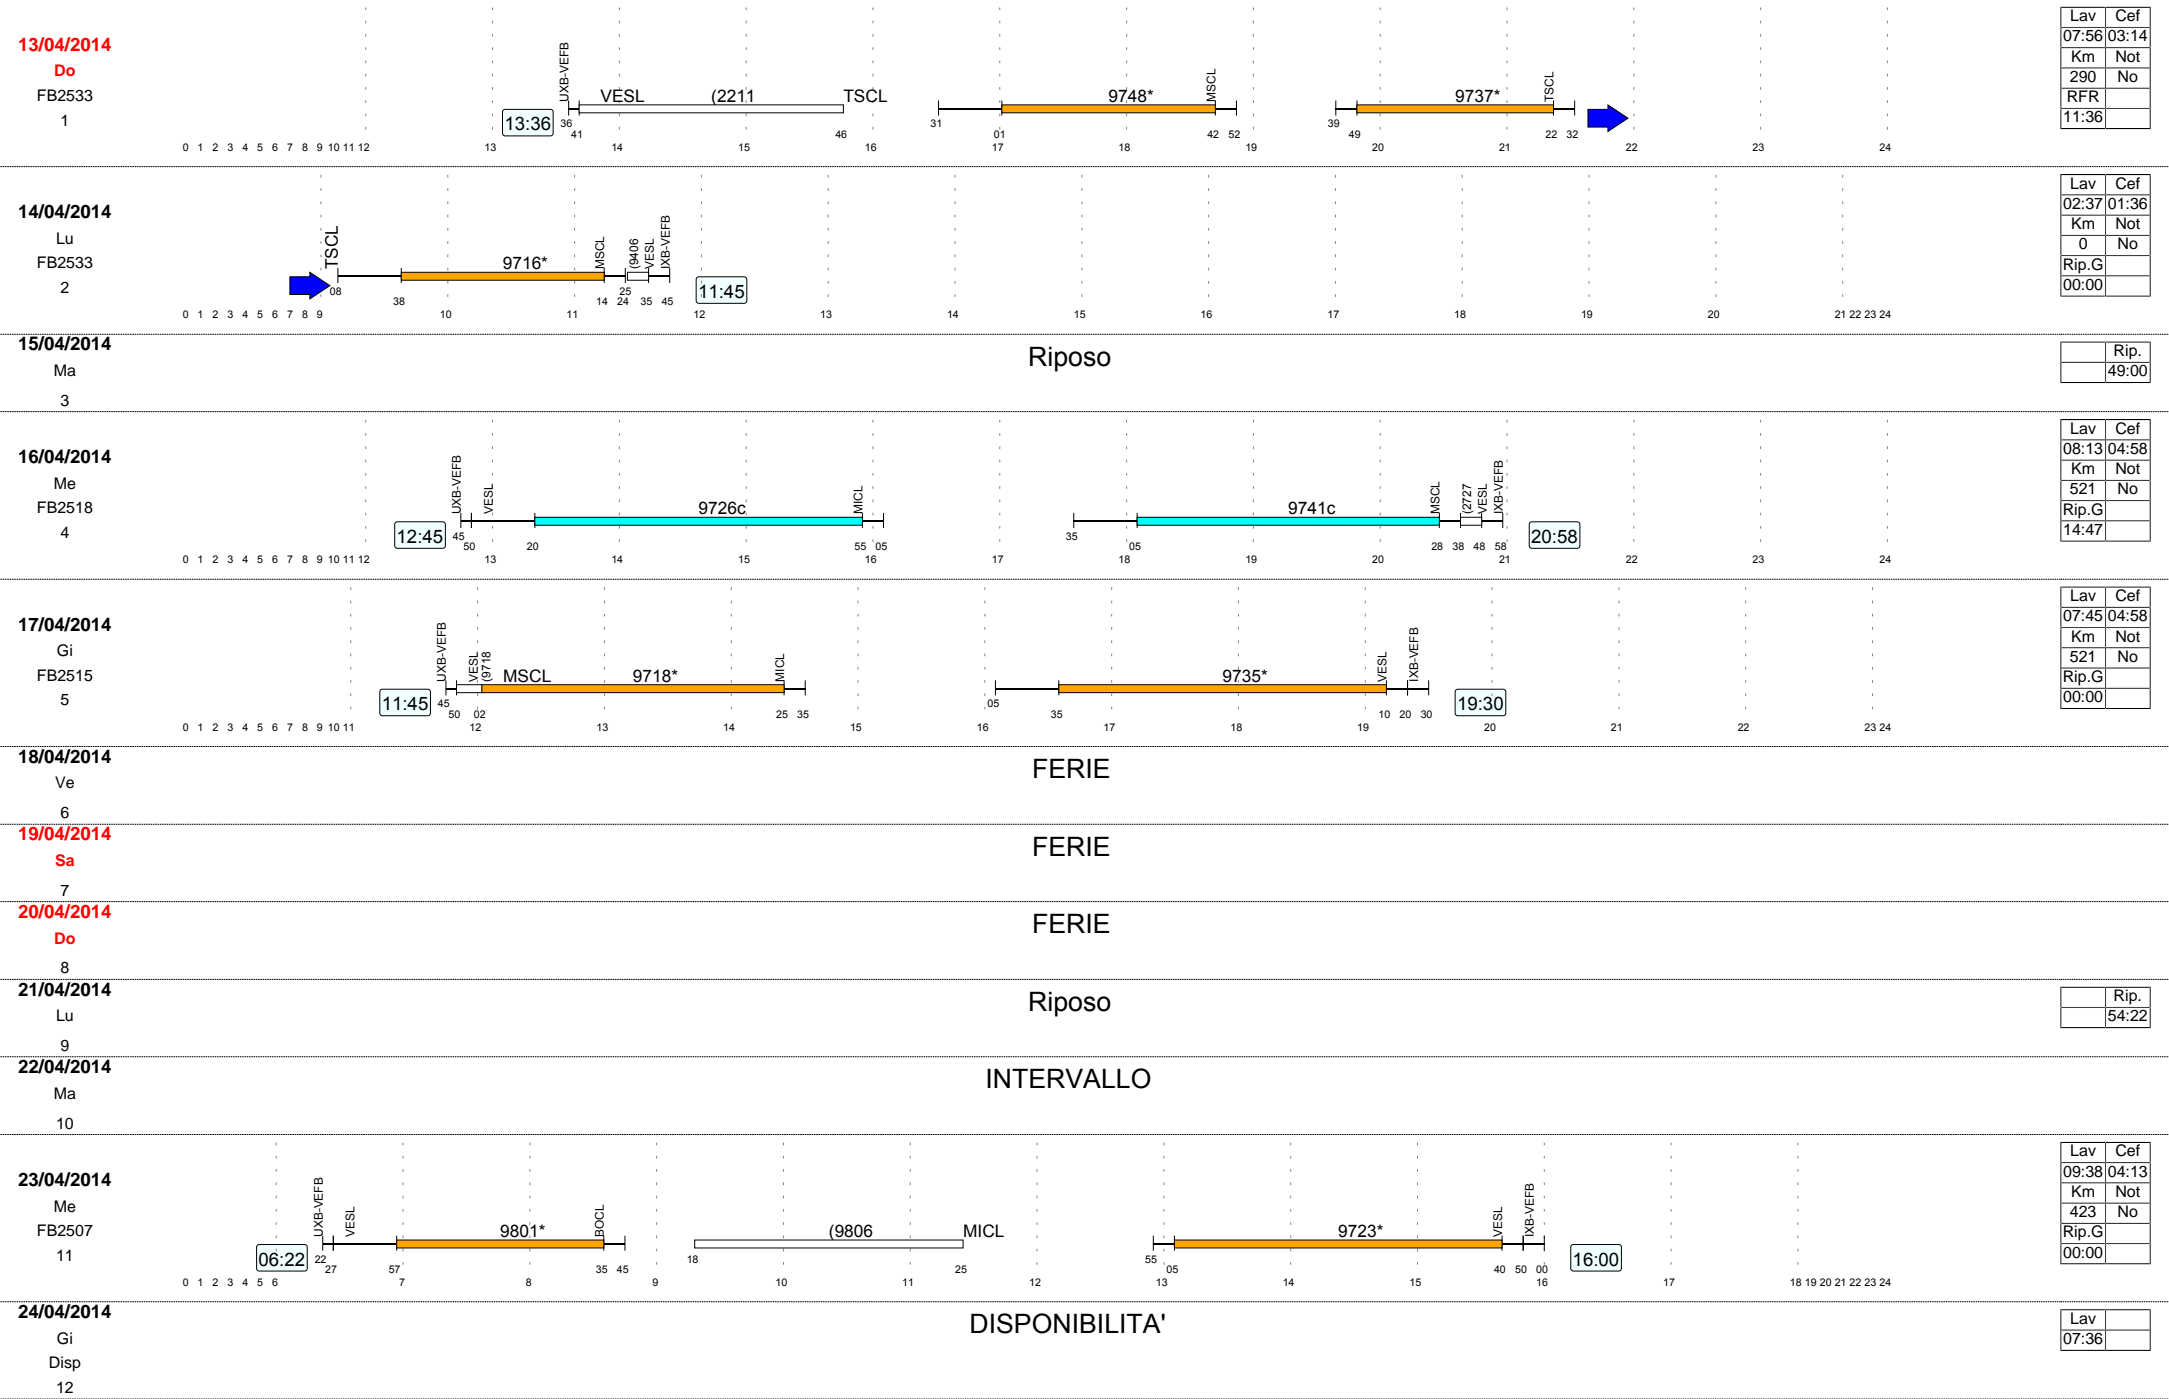 13/04/2014
Do
FB2533
1
13:36
UXB-VEFB
VESL (2211 TSCL
9748* MSCL
9737* TSCL
36 41 46 31 01 42 52 39 49 22 32
0 1 2 3 4 5 6 7 8 9 10 11 12 13 14 15 16 17 18 19 20 21 22 23 24
Lav Cef
07:56 03:14
Km Not
290 No
RFR
11:36
14/04/2014
Lu
FB2533
2
TSCL
9716* MSCL
(9406 VESL IXB-VEFB
11:45
08 38 14 24 25 35 45
0 1 2 3 4 5 6 7 8 9 10 11 12 13 14 15 16 17 18 19 20 21 22 23 24
Lav Cef
02:37 01:36
Km Not
0 No
Rip.G
00:00
15/04/2014
Ma
3
Riposo
Rip.
49:00
16/04/2014
Me
FB2518
4
12:45
UXB-VEFB VESL
9726c MICL
9741c MSCL
(2727 VESL IXB-VEFB
20:58
45 50 20 55 05 35 05 28 38 48 58
0 1 2 3 4 5 6 7 8 9 10 11 12 13 14 15 16 17 18 19 20 21 22 23 24
Lav Cef
08:13 04:58
Km Not
521 No
Rip.G
14:47
17/04/2014
Gi
FB2515
5
11:45
UXB-VEFB VESL (9718
MSCL 9718* MICL
9735* VESL IXB-VEFB
19:30
45 50 02 25 35 05 35 10 20 30
0 1 2 3 4 5 6 7 8 9 10 11 12 13 14 15 16 17 18 19 20 21 22 23 24
Lav Cef
07:45 04:58
Km Not
521 No
Rip.G
00:00
18/04/2014
Ve
6
FERIE
19/04/2014
Sa
7
FERIE
20/04/2014
Do
8
FERIE
21/04/2014
Lu
9
Riposo
Rip.
54:22
22/04/2014
Ma
10
INTERVALLO
23/04/2014
Me
FB2507
11
06:22
UXB-VEFB VESL
9801* BOCL
(9806 MICL
9723* VESL IXB-VEFB
16:00
22 27 57 35 45 18 25 55 05 40 50 00
0 1 2 3 4 5 6 7 8 9 10 11 12 13 14 15 16 17 18 19 20 21 22 23 24
Lav Cef
09:38 04:13
Km Not
423 No
Rip.G
00:00
24/04/2014
Gi
Disp
12
DISPONIBILITA'
Lav
07:36